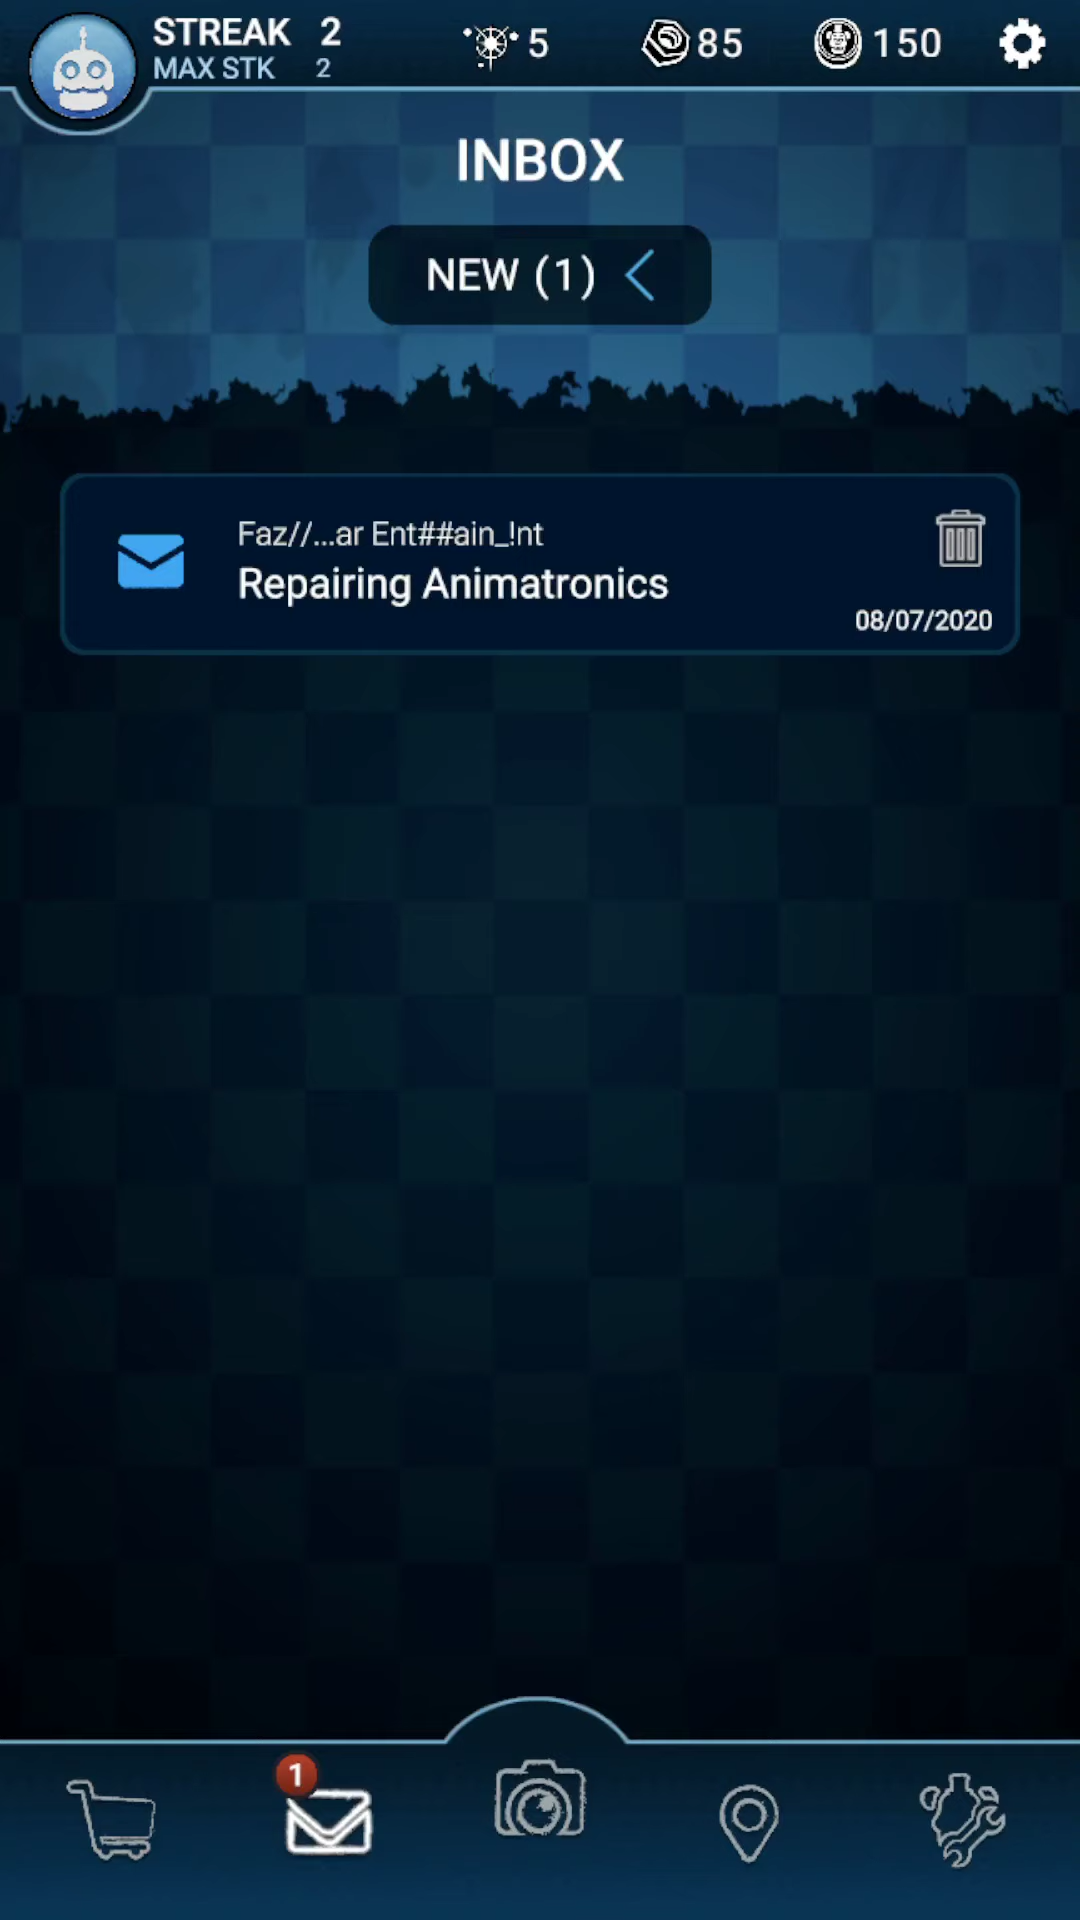 STREAK 2
MAX STK 2
5
85
150
INBOX
NEW (1)
Faz//...ar Ent##ain_!nt
Repairing Animatronics
08/07/2020
1